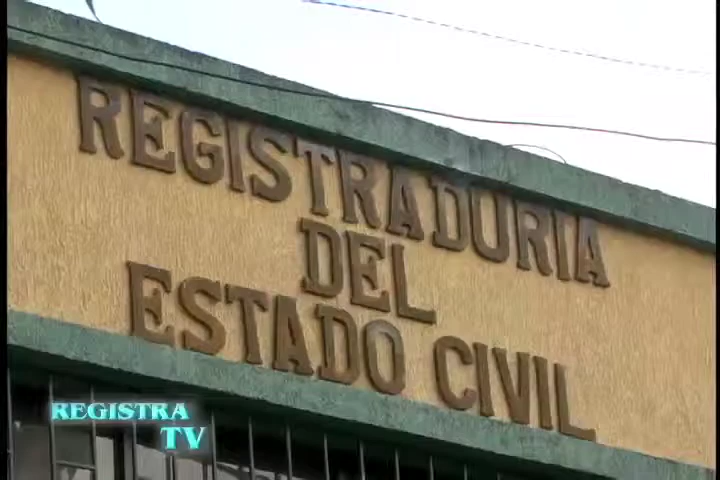 REGISTRADURIA
DEL
ESTADO CIVIL
REGISTRA
TV